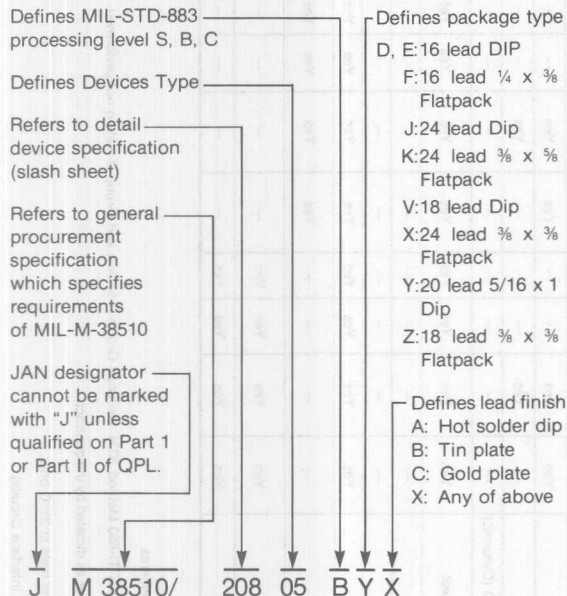 Defines MIL-STD-883
processing level S, B, C
Defines Devices Type
Refers to detail
device specification
(slash sheet)
Refers to general
procurement
specification
which specifies
requirements
of MIL-M-38510
JAN designator
cannot be marked
with "J" unless
qualified on Part 1
or Part II of QPL.
Defines package type
D, E:16 lead DIP
F:16 lead ¼ x ⅜
Flatpack
J:24 lead Dip
K:24 lead ⅜ x ⅝
Flatpack
V:18 lead Dip
X:24 lead ⅜ x ⅜
Flatpack
Y:20 lead 5/16 x 1
Dip
Z:18 lead ⅜ x ⅜
Flatpack
Defines lead finish
A: Hot solder dip
B: Tin plate
C: Gold plate
X: Any of above
J M 38510/ 208 05 B Y X